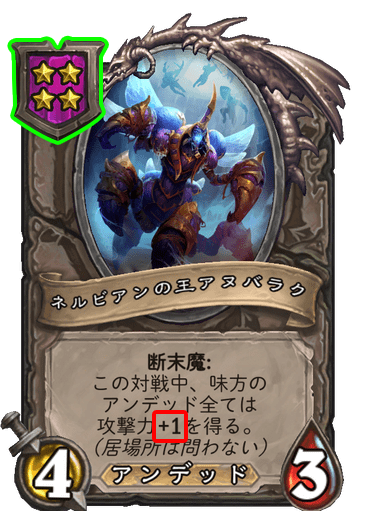 ネルビアンの王アヌバラク
断末魔:
この対戦中、味方の
アンデッド全ては
攻撃力+1を得る。
(居場所は問わない)
アンデッド
4
3